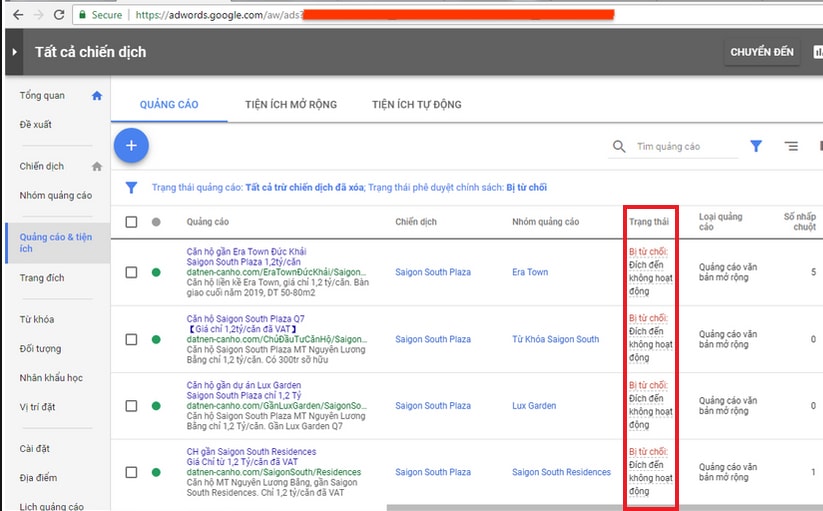 Secure
https://adwords.google.com/aw/ads?
Tất cả chiến dịch
CHUYỂN ĐẾN
Tổng quan
Đề xuất
Chiến dịch
Nhóm quảng cáo
Quảng cáo & tiện
ích
Trang đích
Từ khóa
Đối tượng
Nhân khẩu học
Vị trí đặt
Cài đặt
Địa điểm
Lịch quảng cáo
QUẢNG CÁO
TIỆN ÍCH MỞ RỘNG
TIỆN ÍCH TỰ ĐỘNG
+
Tìm quảng cáo
Trạng thái quảng cáo: Tất cả trừ chiến dịch đã xóa; Trạng thái phê duyệt chính sách: Bị từ chối
Quảng cáo
Chiến dịch
Nhóm quảng cáo
Trạng thái
Loại quảng
cáo
Số nhấp
chuột
Căn hộ gần Era Town Đức Khải
Saigon South Plaza 1,2tỷ/căn
datnen-canho.com/EraTownĐứcKhải/Saigon...
Căn hộ liền kề Era Town, giá chỉ 1,2 tỷ/căn. Bàn
giao cuối năm 2019, DT 50-80m2
Saigon South Plaza
Era Town
Bị từ chối:
Đích đến
không hoạt
động
Quảng cáo văn
bản mở rộng
5
Căn hộ Saigon South Plaza Q7
【Giá chỉ 1,2tỷ/căn đã VAT】
datnen-canho.com/ChủĐầuTưCănHộ/Saigon...
Căn hộ Saigon South Plaza MT Nguyên Lương
Bằng chỉ 1,2 tỷ/căn. Có 300tr sỡ hữu
Saigon South Plaza
Từ Khóa Saigon South
Bị từ chối:
Đích đến
không hoạt
động
Quảng cáo văn
bản mở rộng
0
Căn hộ gần dự án Lux Garden
Saigon South Plaza chỉ 1,2 Tỷ
datnen-canho.com/GầnLuxGarden/SaigonSo...
Căn hộ Saigon South Plaza MT Nguyên Lương
Bằng chỉ 1,2 tỷ/căn. Gần Lux Garden Q7
Saigon South Plaza
Lux Garden
Bị từ chối:
Đích đến
không hoạt
động
Quảng cáo văn
bản mở rộng
0
CH gần Saigon South Residences
Giá Chỉ từ 1,2 Tỷ/căn đã VAT
datnen-canho.com/SaigonSouth/Residences
Căn hộ MT Nguyên Lương Bằng, gần Saigon
South Residences. Chỉ 1,2 tỷ/căn đã VAT
Saigon South Plaza
Nhóm Saigon South Residences
Bị từ chối:
Đích đến
không hoạt
động
Quảng cáo văn
bản mở rộng
1